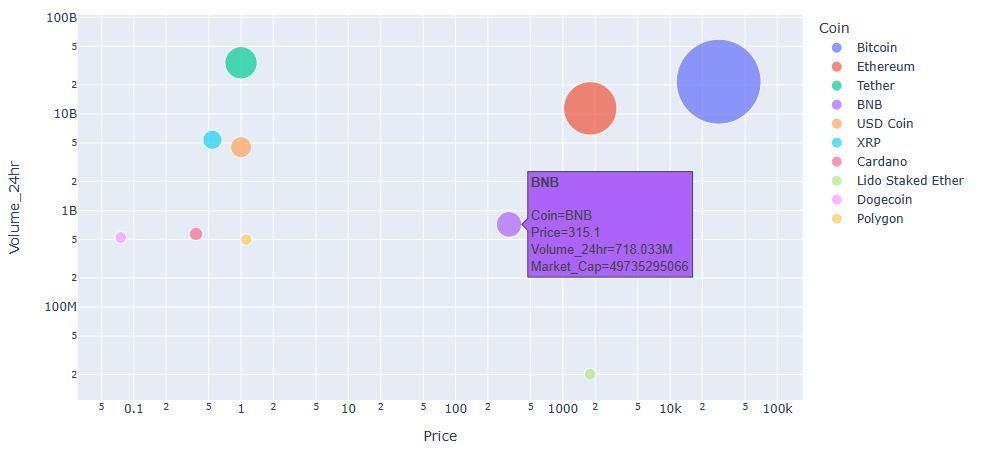 100B
5
2
10B
5
2
1B
5
2
100M
5
2
Volume_24hr
5
0.1
2
5
1
2
5
10
2
5
100
2
5
1000
2
5
10k
2
5
100k
Price
BNB
Coin=BNB
Price=315.1
Volume_24hr=718.033M
Market_Cap=49735295066
Coin
Bitcoin
Ethereum
Tether
BNB
USD Coin
XRP
Cardano
Lido Staked Ether
Dogecoin
Polygon